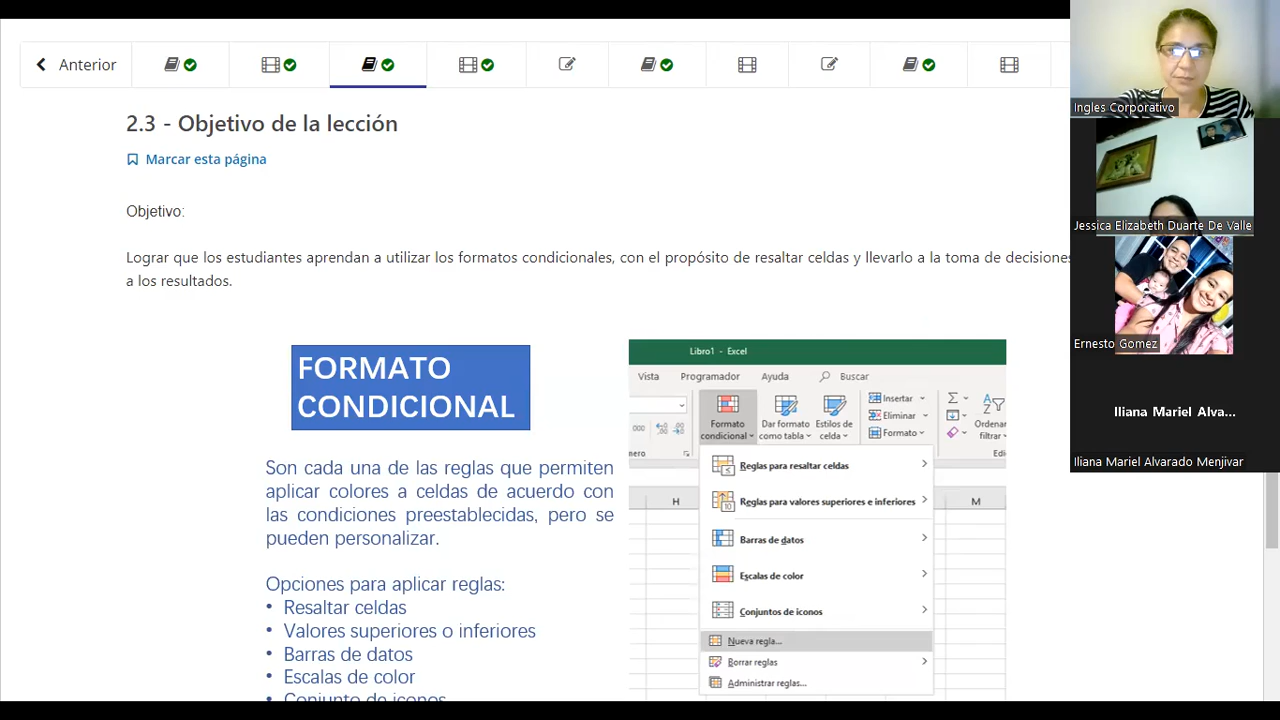 Anterior
2.3 - Objetivo de la lección
Marcar esta página
Objetivo:
Lograr que los estudiantes aprendan a utilizar los formatos condicionales, con el propósito de resaltar celdas y llevarlo a la toma de decisiones
a los resultados.
FORMATO
CONDICIONAL
Son cada una de las reglas que permiten
aplicar colores a celdas de acuerdo con
las condiciones preestablecidas, pero se
pueden personalizar.
Opciones para aplicar reglas:
• Resaltar celdas
• Valores superiores o inferiores
• Barras de datos
• Escalas de color
• Conjunto de iconos
Libro1 - Excel
Vista Programador Ayuda Buscar
Formato condicional
Dar formato como tabla
Estilos de celda
Insertar
Eliminar
Formato
Ordenar
filtrar
000
mero
Edi
H
M
Reglas para resaltar celdas
Reglas para valores superiores e inferiores
Barras de datos
Escalas de color
Conjuntos de iconos
Nueva regla...
Borrar reglas
Administrar reglas...
Ingles Corporativo
Jessica Elizabeth Duarte De Valle
Ernesto Gomez
Iliana Mariel Alva...
Iliana Mariel Alvarado Menjivar